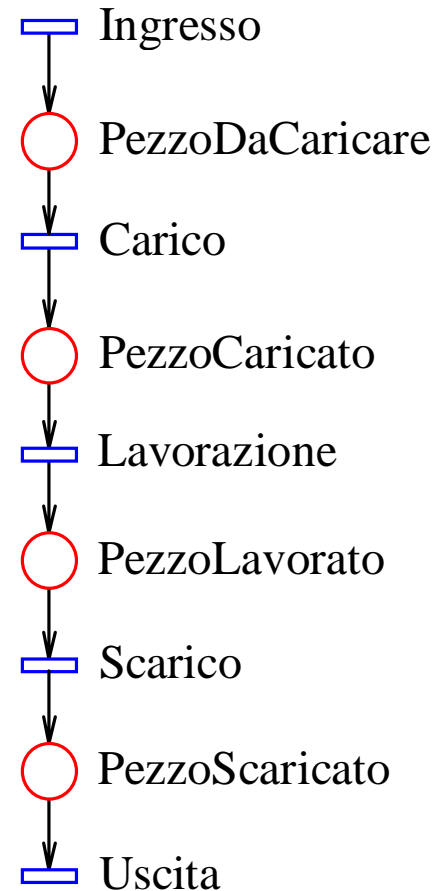 Ingresso
PezzoDaCaricare
Carico
PezzoCaricato
Lavorazione
PezzoLavorato
Scarico
PezzoScaricato
Uscita